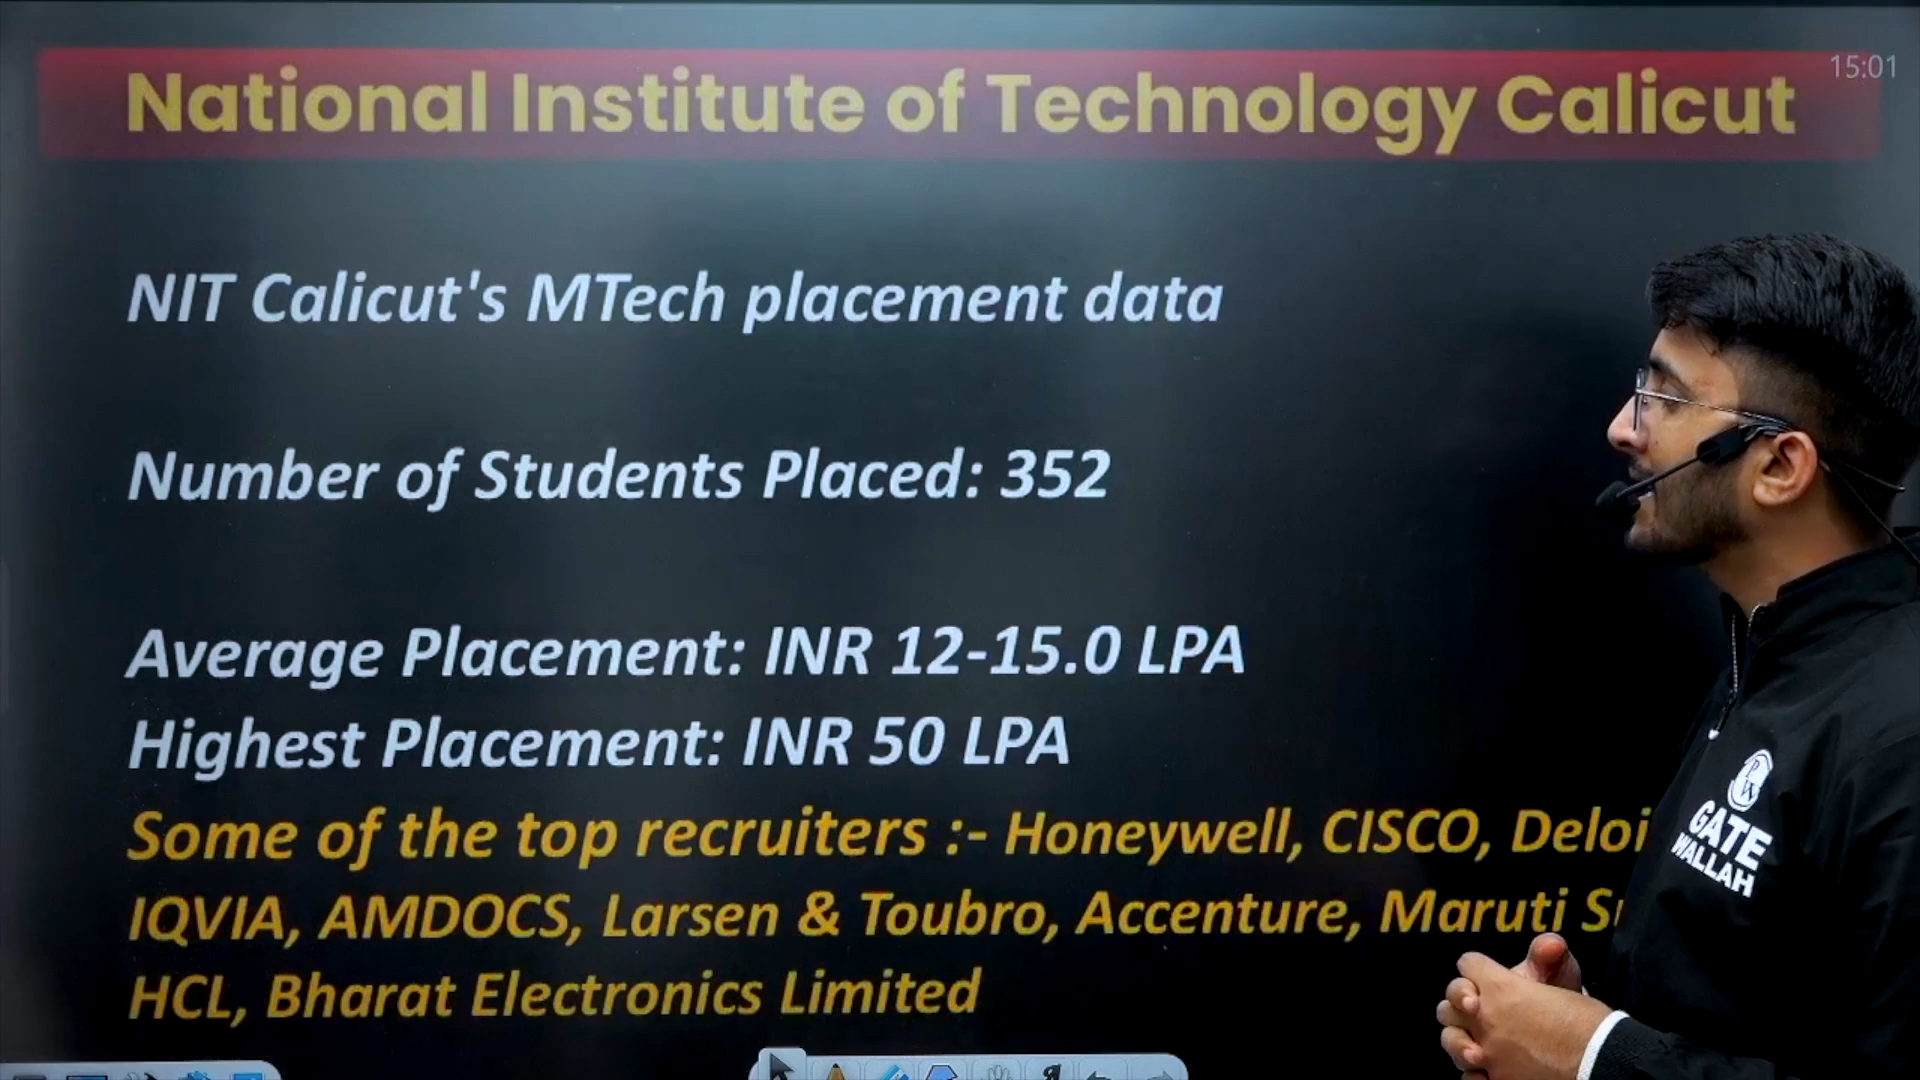 National Institute of Technology Calicut
15:01
NIT Calicut's MTech placement data
Number of Students Placed: 352
Average Placement: INR 12-15.0 LPA
Highest Placement: INR 50 LPA
Some of the top recruiters :- Honeywell, CISCO,
IQVIA, AMDOCS, Larsen & Toubro, Accenture, Maruti
HCL, Bharat Electronics Limited
PW
GATE
WALLAH